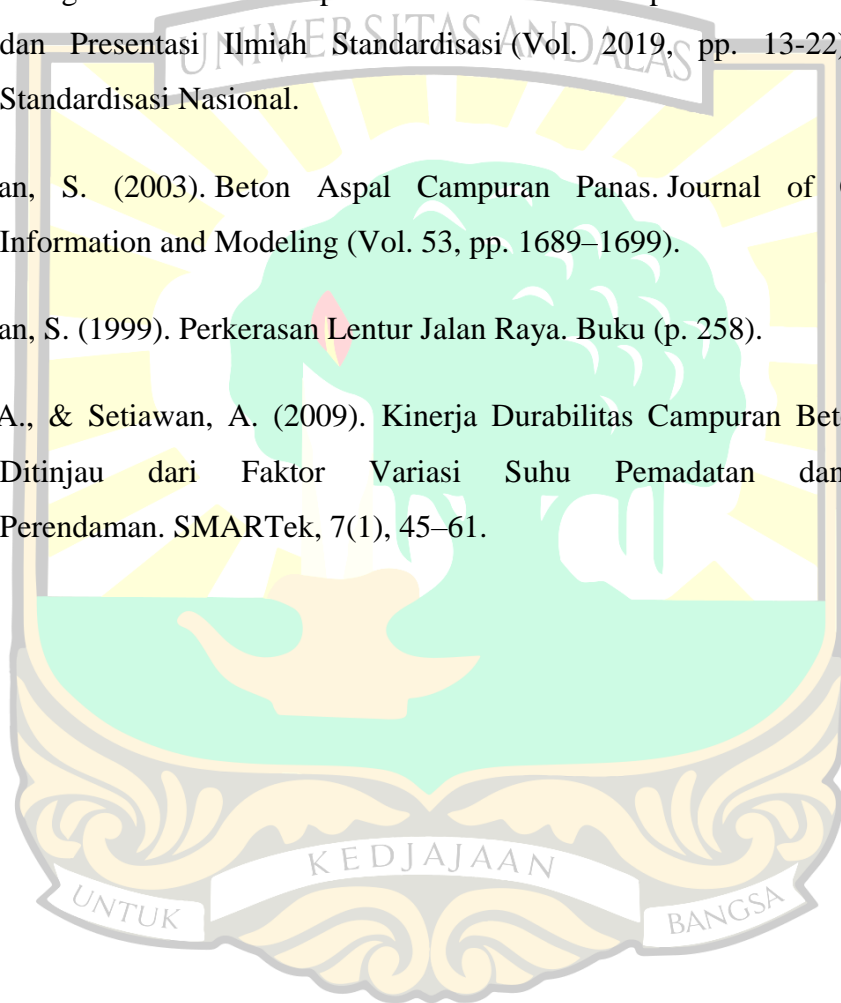 dan Presentasi Ilmiah Standardisasi (Vol. 2019, pp. 13-22)
Standardisasi Nasional.
an, S. (2003). Beton Aspal Campuran Panas. Journal of
Information and Modeling (Vol. 53, pp. 1689–1699).
an, S. (1999). Perkerasan Lentur Jalan Raya. Buku (p. 258).
A., & Setiawan, A. (2009). Kinerja Durabilitas Campuran Bet
Ditinjau dari Faktor Variasi Suhu Pemadatan dan
Perendaman. SMARTek, 7(1), 45–61.
UNIVERSITAS ANDALAS
KEDJAJAAN
UNTUK BANGSA